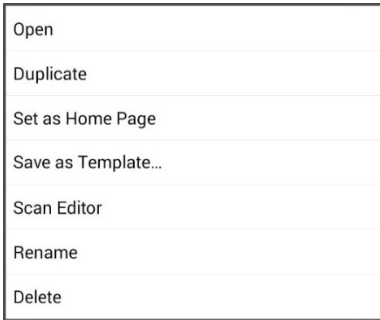 Open
Duplicate
Set as Home Page
Save as Template...
Scan Editor
Rename
Delete